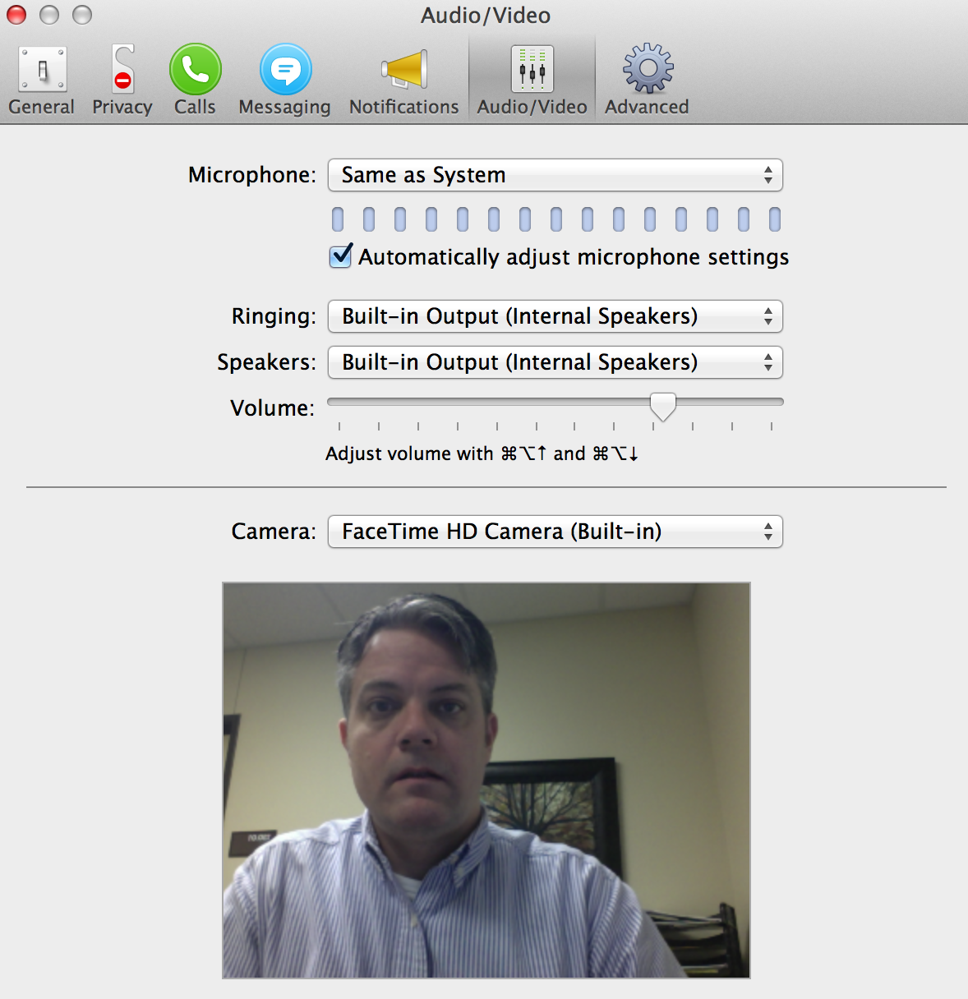 Audio/Video
General Privacy Calls Messaging Notifications Audio/Video Advanced
Microphone: Same as System
Automatically adjust microphone settings
Ringing: Built-in Output (Internal Speakers)
Speakers: Built-in Output (Internal Speakers)
Volume:
Adjust volume with ⌘⌥↑ and ⌘⌥↓
Camera: FaceTime HD Camera (Built-in)